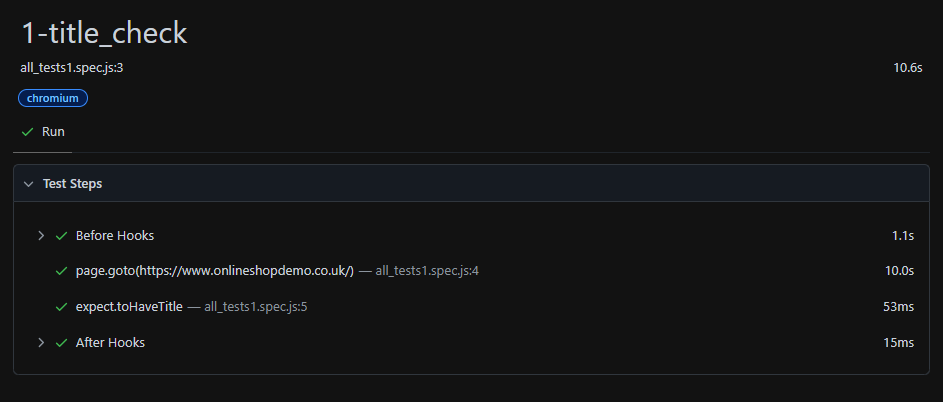 1-title_check
all_tests1.spec.js:3 10.6s
chromium
Run
Test Steps
Before Hooks 1.1s
page.goto(https://www.onlineshopdemo.co.uk/) — all_tests1.spec.js:4 10.0s
expect.toHaveTitle — all_tests1.spec.js:5 53ms
After Hooks 15ms